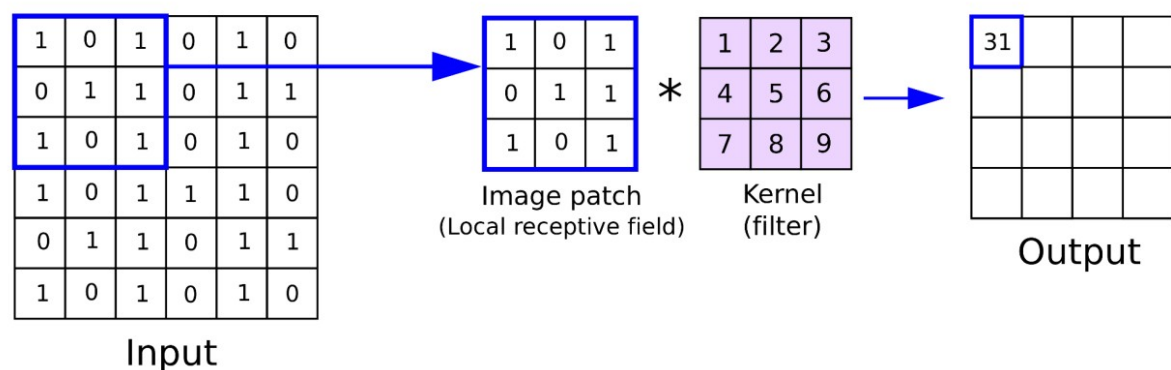 1 0 1 0 1 0
0 1 1 0 1 1
1 0 1 0 1 0
1 0 1 1 1 0
0 1 1 0 1 1
1 0 1 0 1 0
Input
1 0 1
0 1 1
1 0 1
Image patch
(Local receptive field)
*
1 2 3
4 5 6
7 8 9
Kernel
(filter)
31
Output